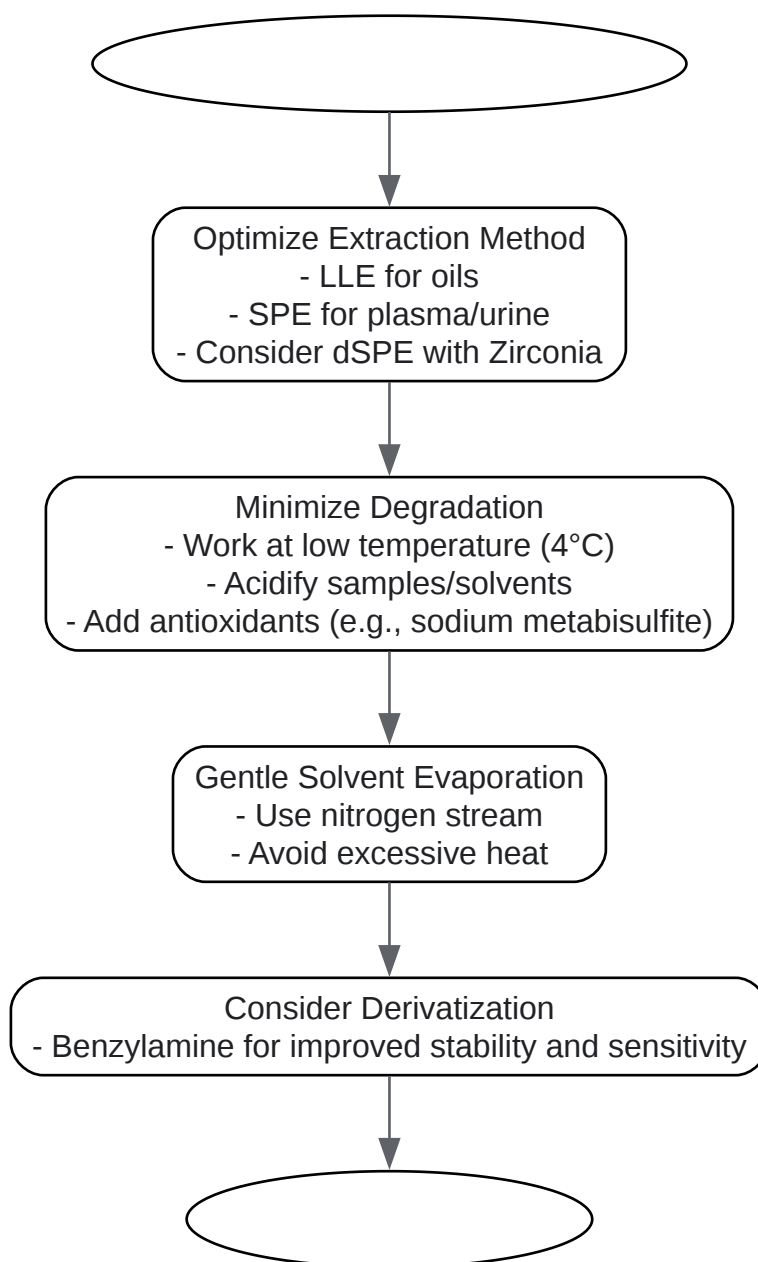 Optimize Extraction Method
- LLE for oils
- SPE for plasma/urine
- Consider dSPE with Zirconia
Minimize Degradation
- Work at low temperature (4°C)
- Acidify samples/solvents
- Add antioxidants (e.g., sodium metabisulfite)
Gentle Solvent Evaporation
- Use nitrogen stream
- Avoid excessive heat
Consider Derivatization
- Benzylamine for improved stability and sensitivity